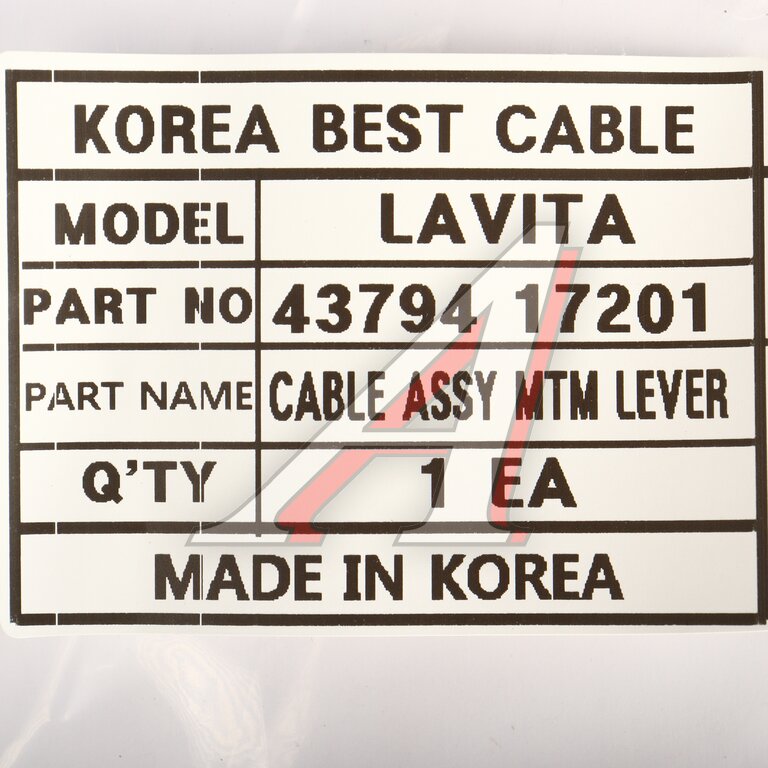 KOREA BEST CABLE
MODEL LAVITA
PART NO 43794 17201
PART NAME CABLE ASSY MTM LEVER
Q'TY 1 EA
MADE IN KOREA